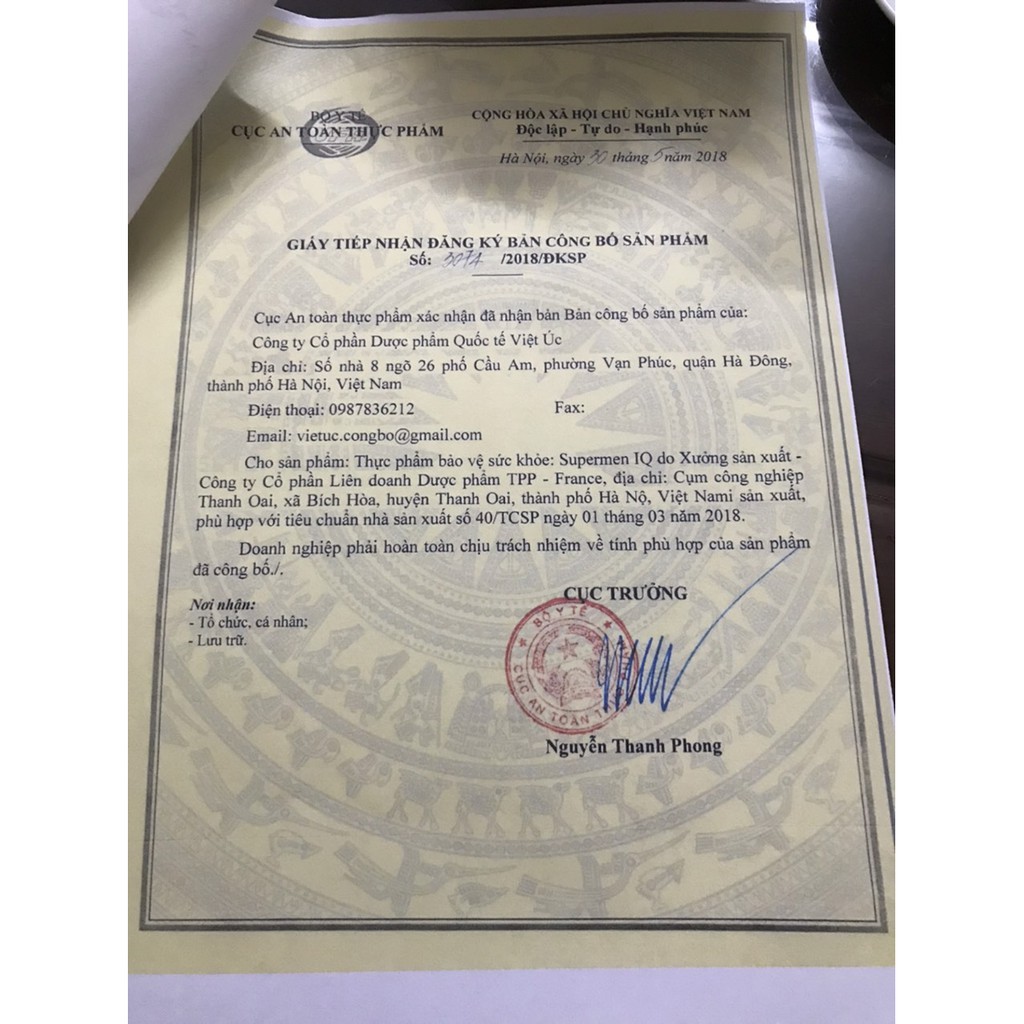 BỘ Y TẾ
CỤC AN TOÀN THỰC PHẨM
CỘNG HÒA XÃ HỘI CHỦ NGHĨA VIỆT NAM
Độc lập - Tự do - Hạnh phúc
Hà Nội, ngày 30 tháng 5 năm 2018
GIẤY TIẾP NHẬN ĐĂNG KÝ BẢN CÔNG BỐ SẢN PHẨM
Số: 3074 /2018/ĐKSP
Cục An toàn thực phẩm xác nhận đã nhận bản Bản công bố sản phẩm của:
Công ty Cổ phần Dược phẩm Quốc tế Việt Úc
Địa chỉ: Số nhà 8 ngõ 26 phố Cầu Am, phường Vạn Phúc, quận Hà Đông,
thành phố Hà Nội, Việt Nam
Điện thoại: 0987836212 Fax:
Email: vietuc.congbo@gmail.com
Cho sản phẩm: Thực phẩm bảo vệ sức khỏe: Supermen IQ do Xưởng sản xuất -
Công ty Cổ phần Liên doanh Dược phẩm TPP - France, địa chỉ: Cụm công nghiệp
Thanh Oai, xã Bích Hòa, huyện Thanh Oai, thành phố Hà Nộ, Việt Nami sản xuất,
phù hợp với tiêu chuẩn nhà sản xuất số 40/TCSP ngày 01 tháng 03 năm 2018.
Doanh nghiệp phải hoàn toàn chịu trách nhiệm về tính phù hợp của sản phẩm
đã công bố./.
Nơi nhận:
- Tổ chức, cá nhân;
- Lưu trữ.
CỤC TRƯỞNG
BỘ Y TẾ
CỤC AN TOÀN
Nguyễn Thanh Phong